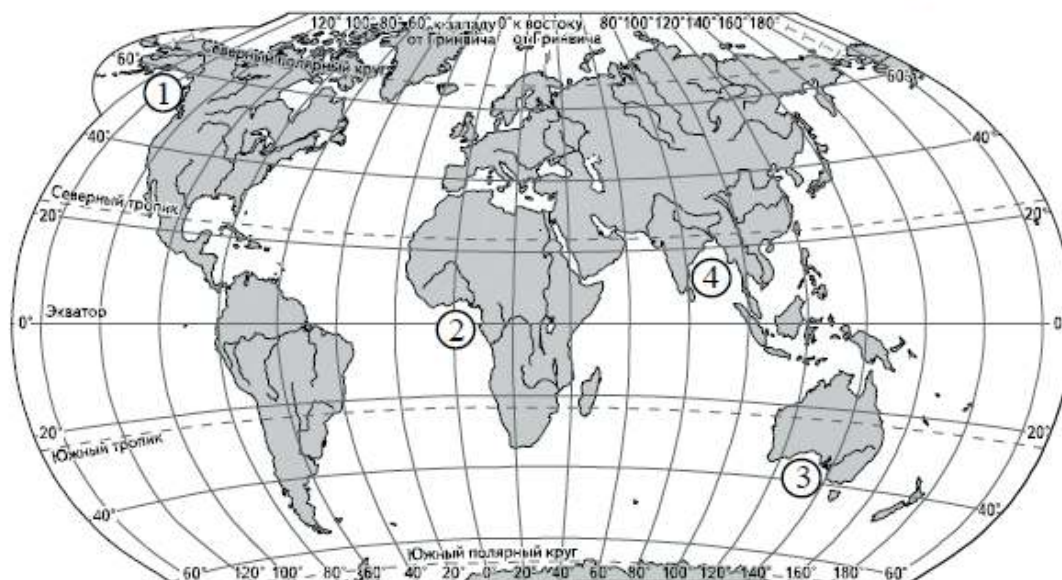 120° 100° 80° 60° к западу 0° к востоку 80° 100° 120° 140° 160° 180°
от Гринвича от Гринвича
60° Северный полярный круг 60°
1
40° 40°
Северный тропик
20° 20°
4
Экватор
0° 2 0°
20° 20°
Южный тропик
3
40° 40°
Южный полярный круг
60° 120° 100° 80° 60° 40° 20° 0° 20° 40° 60° 80° 100° 120° 140° 160° 180° 60°